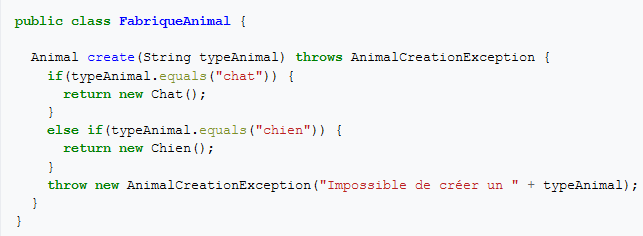 public class FabriqueAnimal {
Animal create(String typeAnimal) throws AnimalCreationException {
if(typeAnimal.equals("chat")) {
return new Chat();
}
else if(typeAnimal.equals("chien")) {
return new Chien();
}
throw new AnimalCreationException("Impossible de créer un " + typeAnimal);
}
}